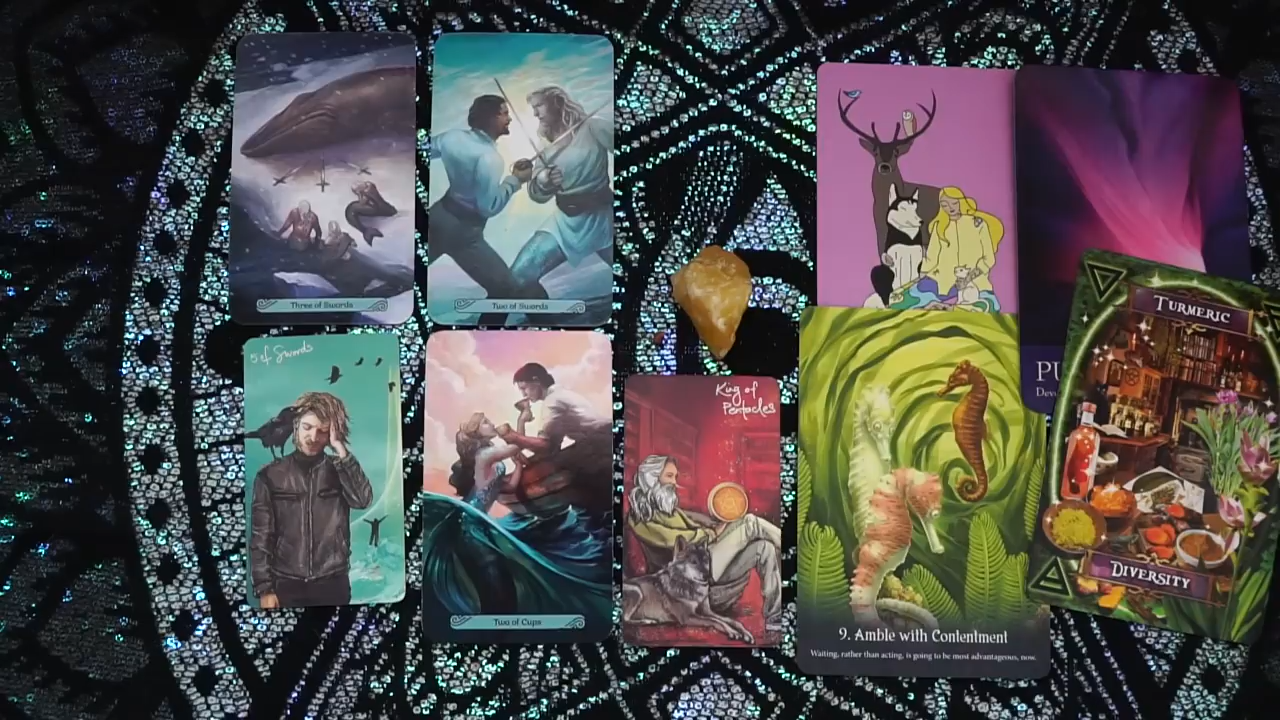 Three of Swords
Two of Swords
5 of Swords
Two of Cups
King of
Pentacles
9. Amble with Contentment
Waiting, rather than acting, is going to be most advantageous, now.
PU
Dev
TURMERIC
DIVERSITY